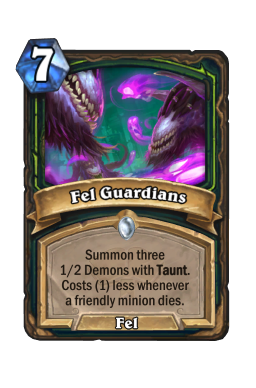 7
Fel Guardians
Summon three
1/2 Demons with Taunt.
Costs (1) less whenever
a friendly minion dies.
Fel